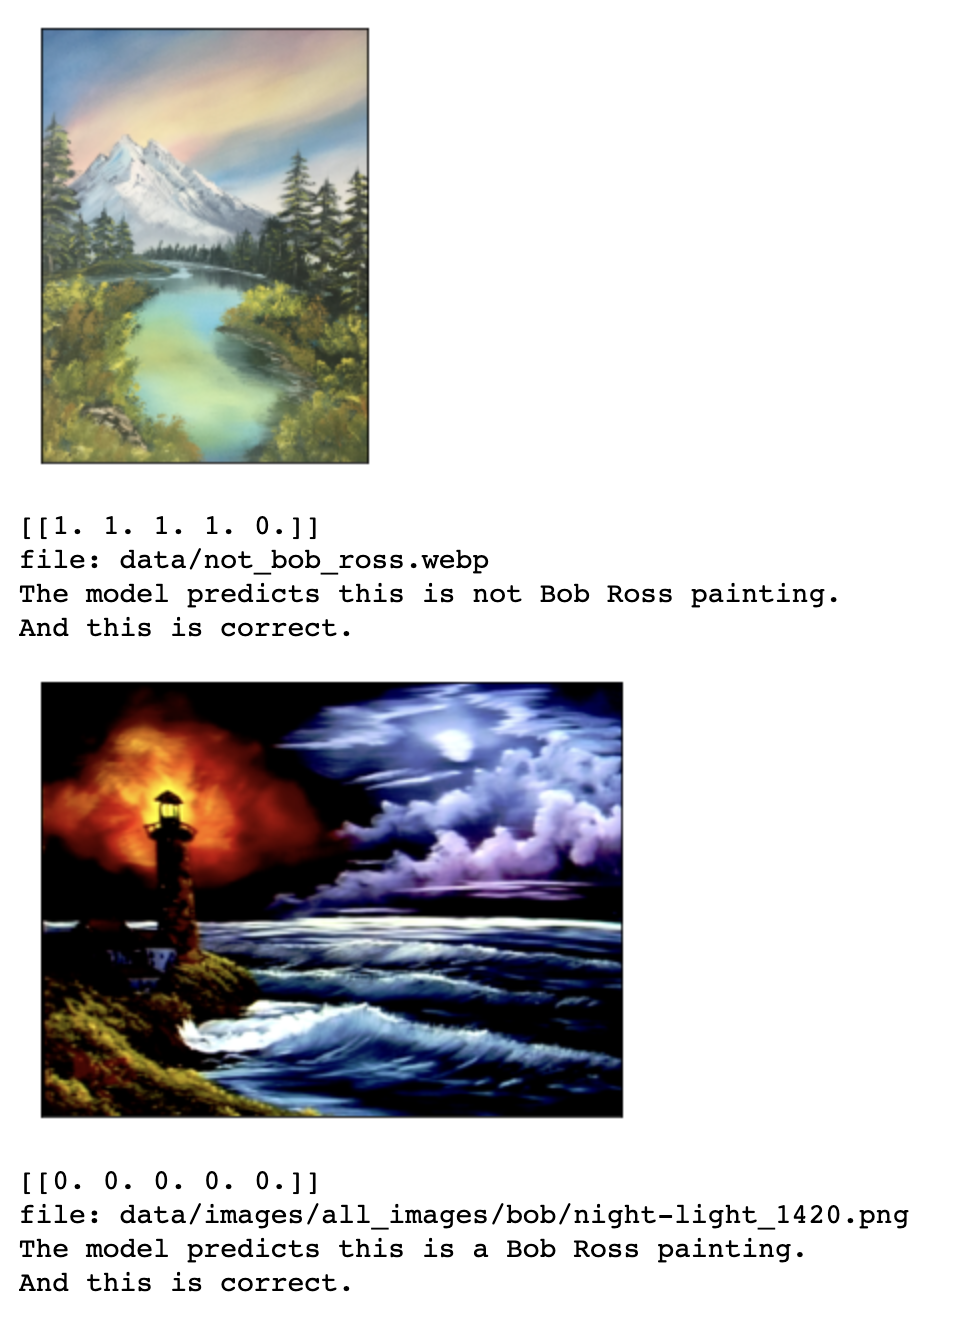 [[1. 1. 1. 1. 0.]]
file: data/not_bob_ross.webp
The model predicts this is not Bob Ross painting.
And this is correct.
[[0. 0. 0. 0. 0.]]
file: data/images/all_images/bob/night-light_1420.png
The model predicts this is a Bob Ross painting.
And this is correct.